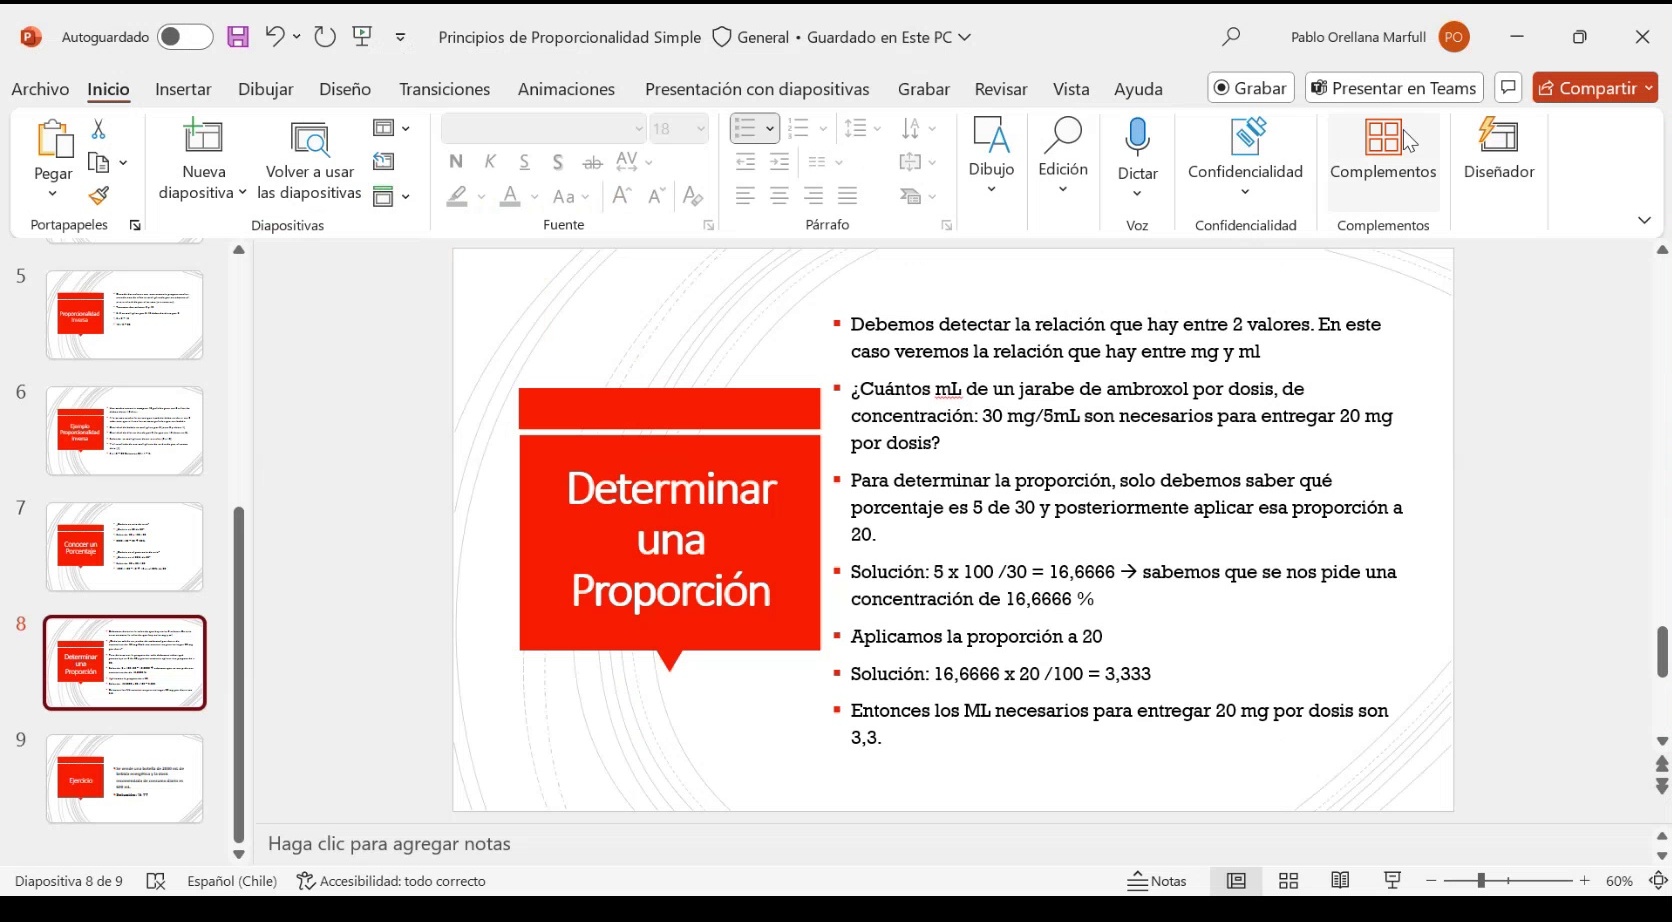 Autoguardado
Principios de Proporcionalidad Simple
General • Guardado en Este PC
Pablo Orellana Marfull
PO
Archivo
Inicio
Insertar
Dibujar
Diseño
Transiciones
Animaciones
Presentación con diapositivas
Grabar
Revisar
Vista
Ayuda
Grabar
Presentar en Teams
Compartir
Pegar
Nueva
diapositiva
Volver a usar
las diapositivas
18
N K S S ab AV
A Aa A A A
Dibujo
Edición
Dictar
Confidencialidad
Complementos
Diseñador
Portapapeles
Diapositivas
Fuente
Párrafo
Voz
Confidencialidad
Complementos
5
Proporcionalidad
Inversa
6
Ejemplo
Proporcionalidad
Inversa
7
Conocer un
Porcentaje
8
Determinar
una
Proporción
9
Ejercicio
Determinar
una
Proporción
Debemos detectar la relación que hay entre 2 valores. En este
caso veremos la relación que hay entre mg y ml
¿Cuántos mL de un jarabe de ambroxol por dosis, de
concentración: 30 mg/5mL son necesarios para entregar 20 mg
por dosis?
Para determinar la proporción, solo debemos saber qué
porcentaje es 5 de 30 y posteriormente aplicar esa proporción a
20.
Solución: 5 x 100 /30 = 16,6666 → sabemos que se nos pide una
concentración de 16,6666 %
Aplicamos la proporción a 20
Solución: 16,6666 x 20 /100 = 3,333
Entonces los ML necesarios para entregar 20 mg por dosis son
3,3.
Haga clic para agregar notas
Diapositiva 8 de 9
Español (Chile)
Accesibilidad: todo correcto
Notas
60%